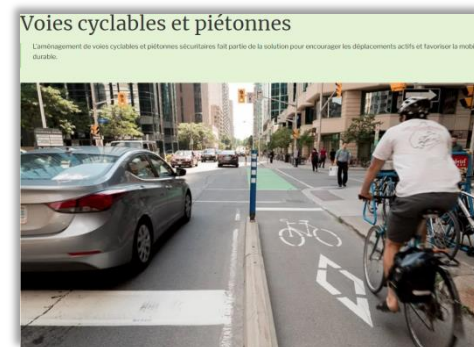 Voies cyclables et piétonnes
L'aménagement de voies cyclables et piétonnes sécuritaires fait partie de la solution pour encourager les déplacements actifs et favoriser la
durable.